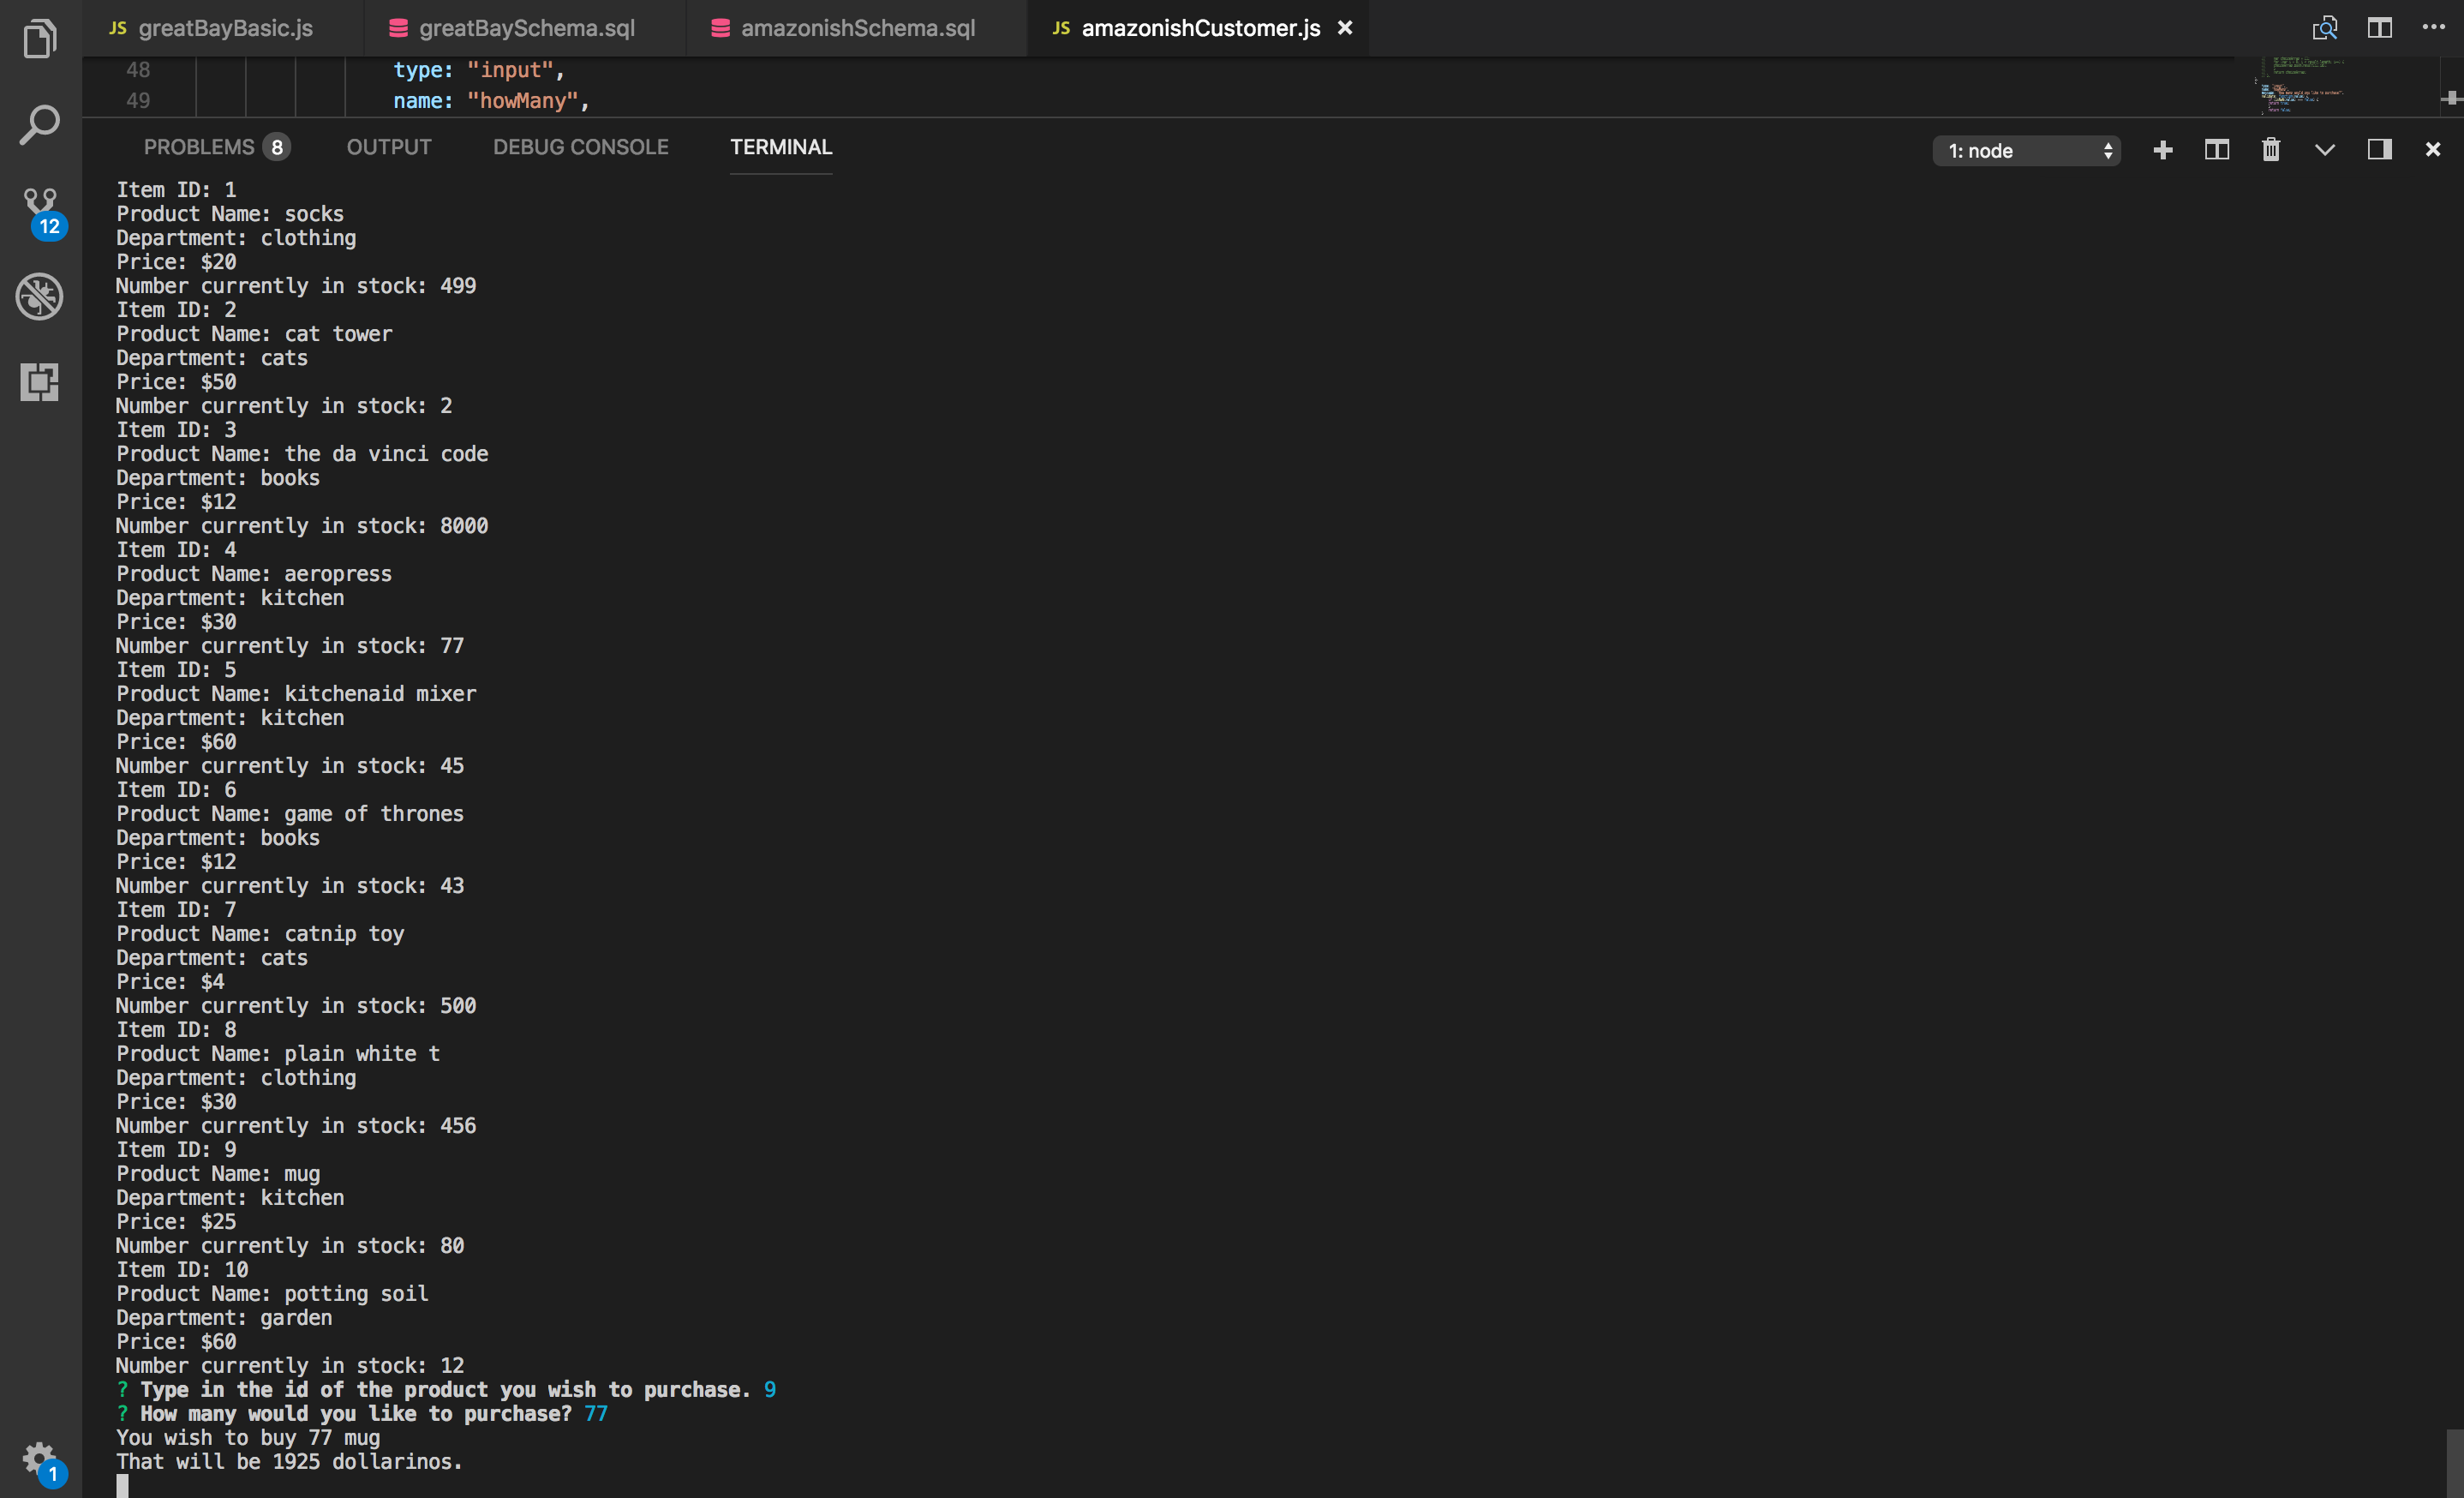 JS greatBayBasic.js greatBaySchema.sql amazonishSchema.sql JS amazonishCustomer.js
48 type: "input",
49 name: "howMany",
PROBLEMS 8 OUTPUT DEBUG CONSOLE TERMINAL 1: node
Item ID: 1
Product Name: socks
Department: clothing
Price: $20
Number currently in stock: 499
Item ID: 2
Product Name: cat tower
Department: cats
Price: $50
Number currently in stock: 2
Item ID: 3
Product Name: the da vinci code
Department: books
Price: $12
Number currently in stock: 8000
Item ID: 4
Product Name: aeropress
Department: kitchen
Price: $30
Number currently in stock: 77
Item ID: 5
Product Name: kitchenaid mixer
Department: kitchen
Price: $60
Number currently in stock: 45
Item ID: 6
Product Name: game of thrones
Department: books
Price: $12
Number currently in stock: 43
Item ID: 7
Product Name: catnip toy
Department: cats
Price: $4
Number currently in stock: 500
Item ID: 8
Product Name: plain white t
Department: clothing
Price: $30
Number currently in stock: 456
Item ID: 9
Product Name: mug
Department: kitchen
Price: $25
Number currently in stock: 80
Item ID: 10
Product Name: potting soil
Department: garden
Price: $60
Number currently in stock: 12
? Type in the id of the product you wish to purchase. 9
? How many would you like to purchase? 77
You wish to buy 77 mug
That will be 1925 dollarinos.
12
1